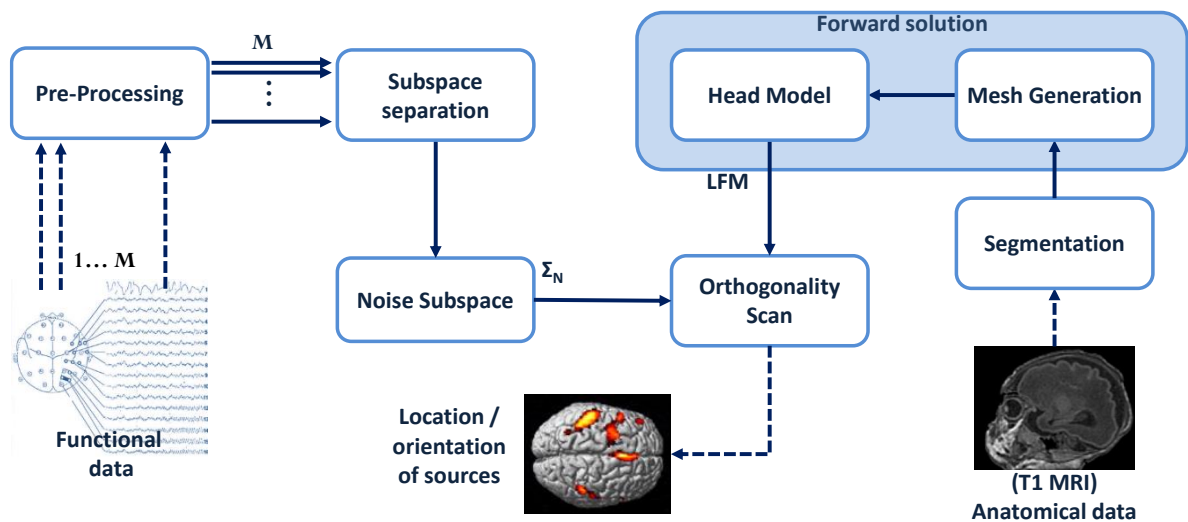 M
Forward solution
Pre-Processing
⋮
Subspace
separation
Head Model
Mesh Generation
LFM
1... M
Segmentation
Noise Subspace
Σ_N
Orthogonality
Scan
Location /
orientation
of sources
Functional
data
(T1 MRI)
Anatomical data